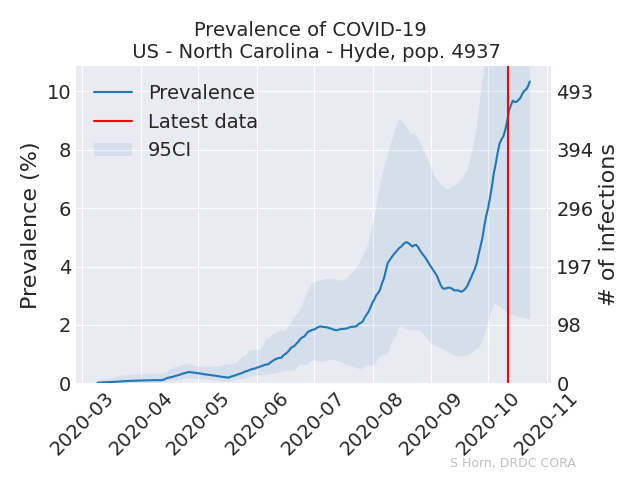 Prevalence of COVID-19
US - North Carolina - Hyde, pop. 4937
Prevalence
Latest data
95CI
Prevalence (%)
10
8
6
4
2
0
493
394
296
197
98
0
# of infections
2020-03
2020-04
2020-05
2020-06
2020-07
2020-08
2020-09
2020-10
2020-11
S Horn, DRDC CORA